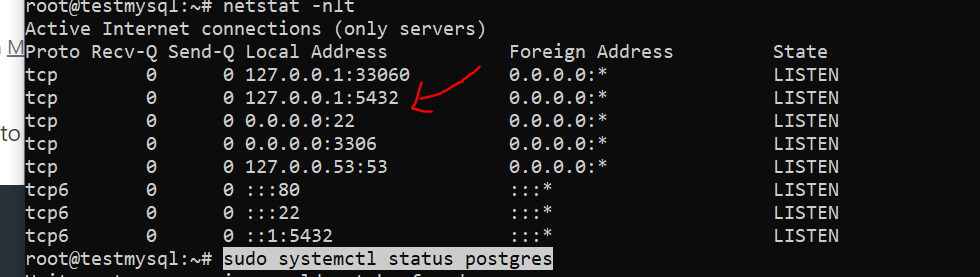 root@testmysql:~# netstat -nlt
Active Internet connections (only servers)
Proto Recv-Q Send-Q Local Address           Foreign Address         State
tcp        0      0 127.0.0.1:33060         0.0.0.0:*               LISTEN
tcp        0      0 127.0.0.1:5432          0.0.0.0:*               LISTEN
tcp        0      0 0.0.0.0:22              0.0.0.0:*               LISTEN
tcp        0      0 0.0.0.0:3306            0.0.0.0:*               LISTEN
tcp        0      0 127.0.0.53:53           0.0.0.0:*               LISTEN
tcp6       0      0 :::80                   :::*                    LISTEN
tcp6       0      0 :::22                   :::*                    LISTEN
tcp6       0      0 ::1:5432                :::*                    LISTEN
root@testmysql:~# sudo systemctl status postgres
M
to